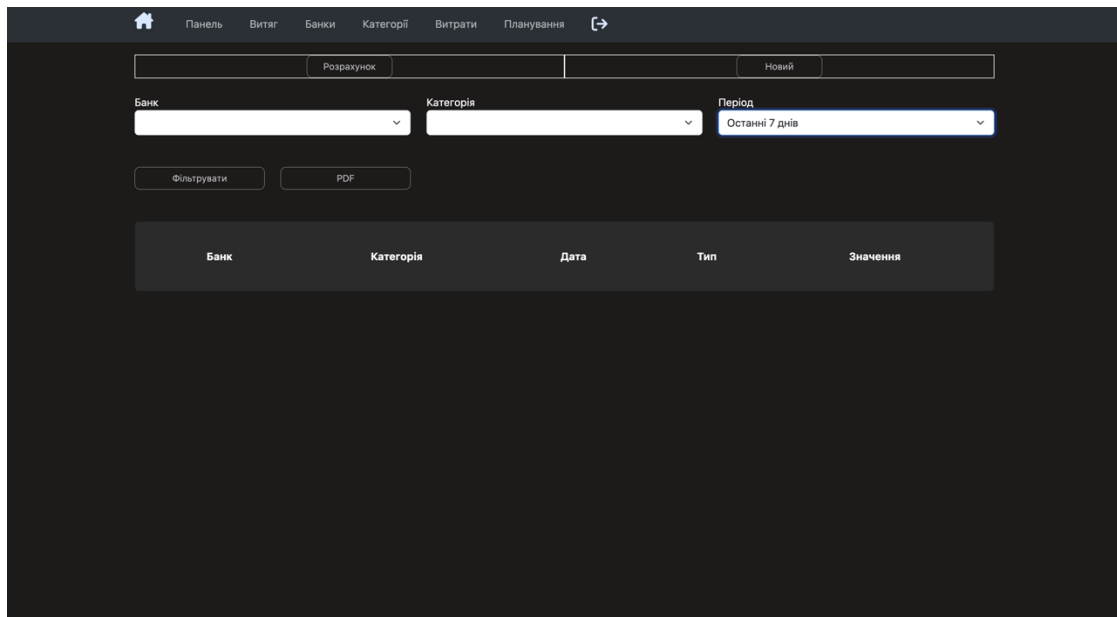 Панель Витяг Банки Категорії Витрати Планування
Розрахунок Новий
Банк Категорія Період
Останні 7 днів
Фільтрувати PDF
Банк Категорія Дата Тип Значення